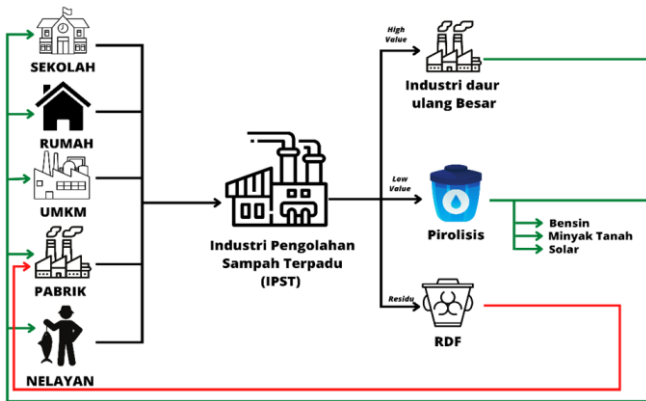 SEKOLAH
RUMAH
UMKM
PABRIK
NELAYAN
Industri Pengolahan
Sampah Terpadu
(IPST)
High
Value
Industri daur
ulang Besar
Low
Value
Pirolisis
Bensin
Minyak Tanah
Solar
Residu
RDF